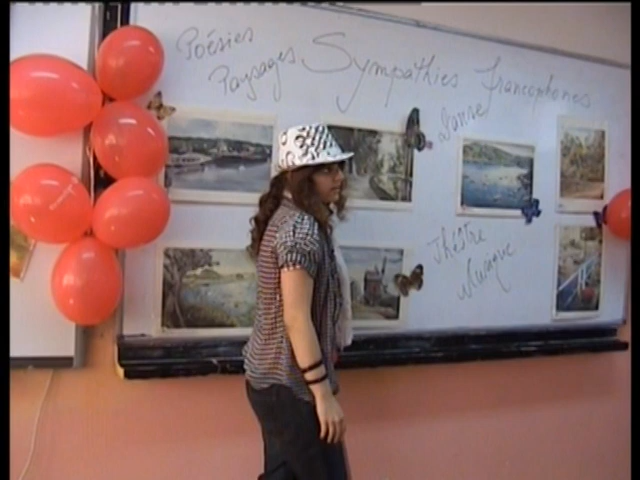 Poésies
Paysages Sympathies Francophones
Danse
Théâtre
Musique